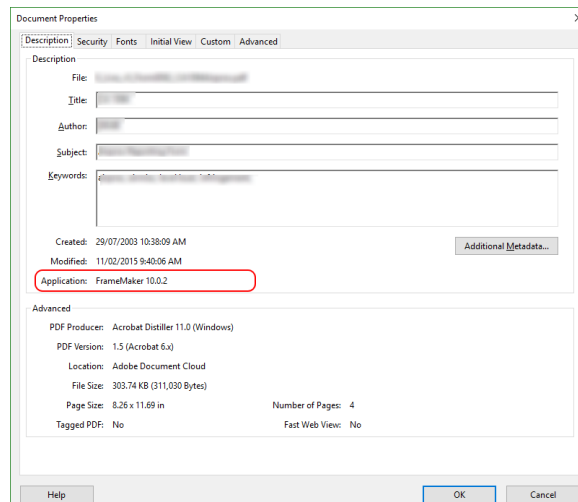 Document Properties
Description Security Fonts Initial View Custom Advanced
Description
File:
Title:
Author:
Subject:
Keywords:
Created: 29/07/2003 10:38:09 AM
Additional Metadata...
Modified: 11/02/2015 9:40:06 AM
Application: FrameMaker 10.0.2
Advanced
PDF Producer: Acrobat Distiller 11.0 (Windows)
PDF Version: 1.5 (Acrobat 6.x)
Location: Adobe Document Cloud
File Size: 303.74 KB (311,030 Bytes)
Page Size: 8.26 x 11.69 in Number of Pages: 4
Tagged PDF: No Fast Web View: No
Help OK Cancel